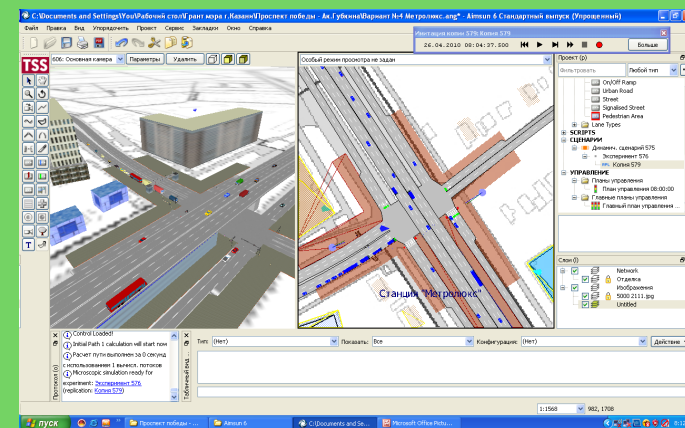 C:\Documents and Settings\You\Рабочий стол\Грант мэра г.Казани\Проспект победы - Ак.Губкина\Вариант №4 Метролюкс.ang* - Aimsun 6 Стандартный выпуск (Упрощенный)
Файл Правка Вид Упорядочить Проект Сервис Закладки Окно Справка
Имитация копии 579: Копия 579
26.04.2010 08:04:37.500
Больше
TSS
606: Основная камера
Параметры
Удалить
Особый режим просмотра не задан
Проект (p)
Фильтровать
Любой тип
On/Off Ramp
Urban Road
Street
Signalised Street
Pedestrian Area
Lane Types
SCRIPTS
СЦЕНАРИИ
Динамич. сценарий 575
Эксперимент 576
Копия 579
УПРАВЛЕНИЕ
Планы управления
План управления 08:00:00
Главные планы управления
Главный план управления ...
Станция "Метролюкс"
Слои (l)
Network
Отделка
Изображения
5000 2111.jpg
Untitled
Протокол (o)
Control Loaded!
Initial Path 1 calculation will start now
Расчет пути выполнен за 0 секунд
с использованием 1 вычисл. потоков
Microscopic simulation ready for
experiment: Эксперимент 576
(replication: Копия 579)
Табличный вид ...
Тип: (Нет)
Показать: Все
Конфигурация: (Нет)
Действие
1:1568
982, 1708
пуск
Проспект победы - ...
Aimsun 6
C:\Documents and Se...
Microsoft Office Pictu...
8:12